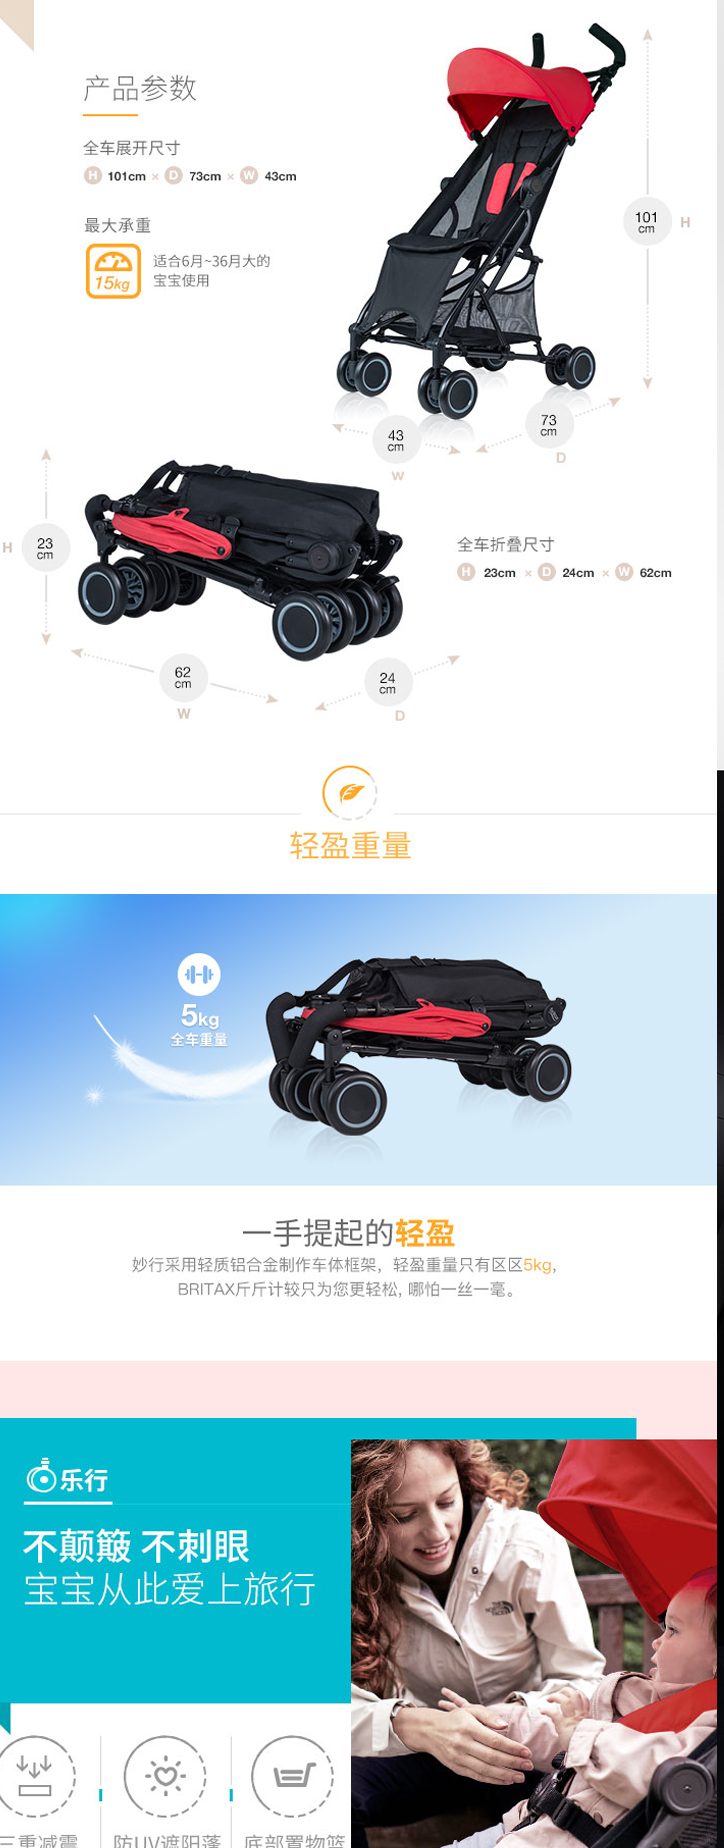 产品参数
全车展开尺寸
H 101cm × D 73cm × W 43cm
最大承重
15kg
适合6月~36月大的
宝宝使用
101
cm
H
43
cm
W
73
cm
D
H
23
cm
全车折叠尺寸
H 23cm × D 24cm × W 62cm
62
cm
W
24
cm
D
轻盈重量
5kg
全车重量
一手提起的轻盈
妙行采用轻质铝合金制作车体框架，轻盈重量只有区区5kg,
BRITAX斤斤计较只为您更轻松, 哪怕一丝一毫。
乐行
不颠簸 不刺眼
宝宝从此爱上旅行
THE
NORTH
FACE
三重减震
防UV遮阳蓬
底部置物篮